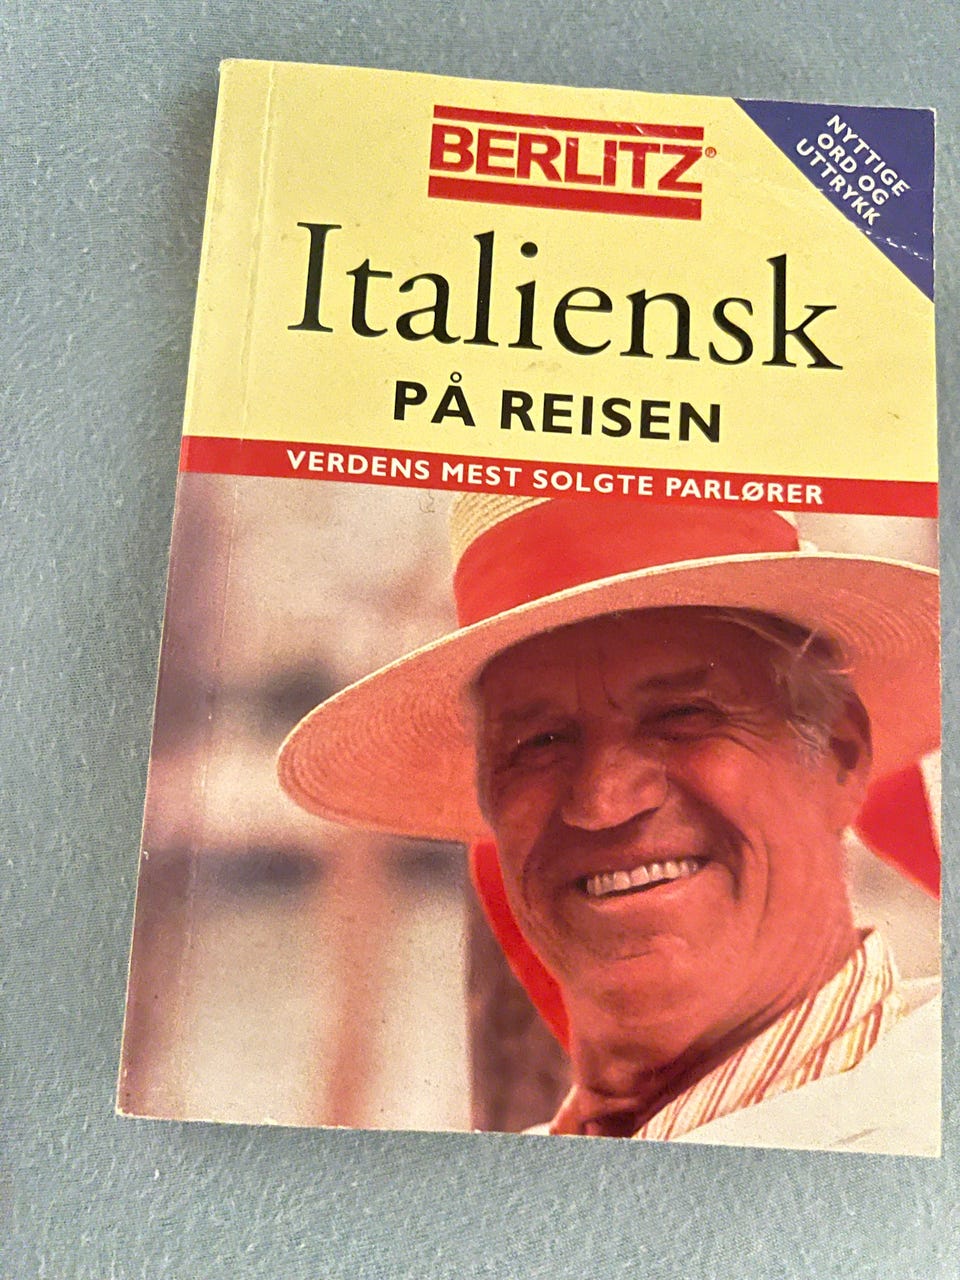 BERLITZ®
NYTTIGE
ORD OG
UTTRYKK
Italiensk
PÅ REISEN
VERDENS MEST SOLGTE PARLØRER